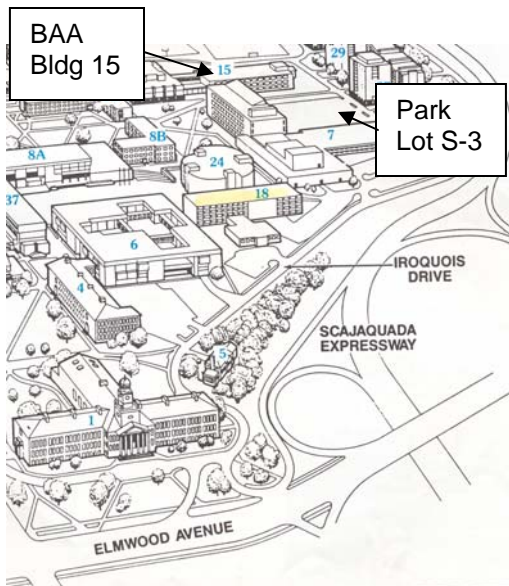 BAA
Bldg 15
15
29
Park
Lot S-3
8B
7
8A
24
18
37
6
IROQUOIS
DRIVE
4
SCAJAQUADA
EXPRESSWAY
5
1
ELMWOOD AVENUE